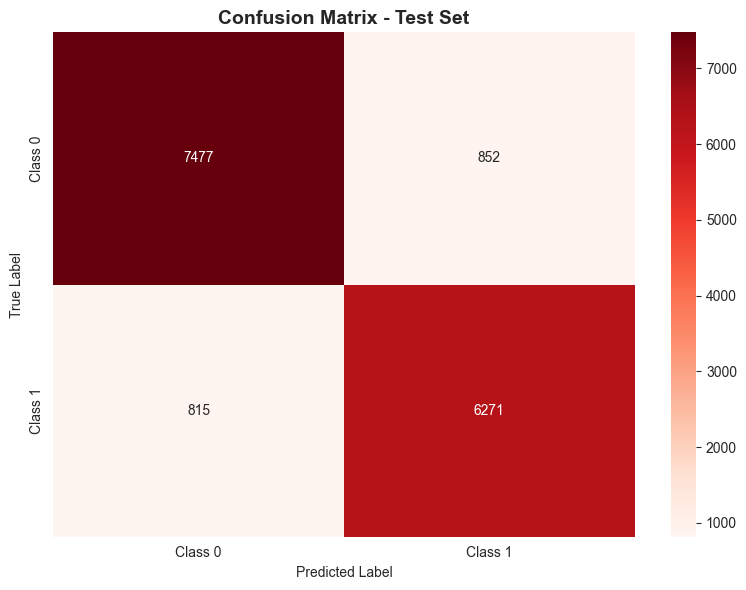 Confusion Matrix - Test Set
True Label
Class 0
7477
852
Class 1
815
6271
Class 0
Class 1
Predicted Label
7000
6000
5000
4000
3000
2000
1000